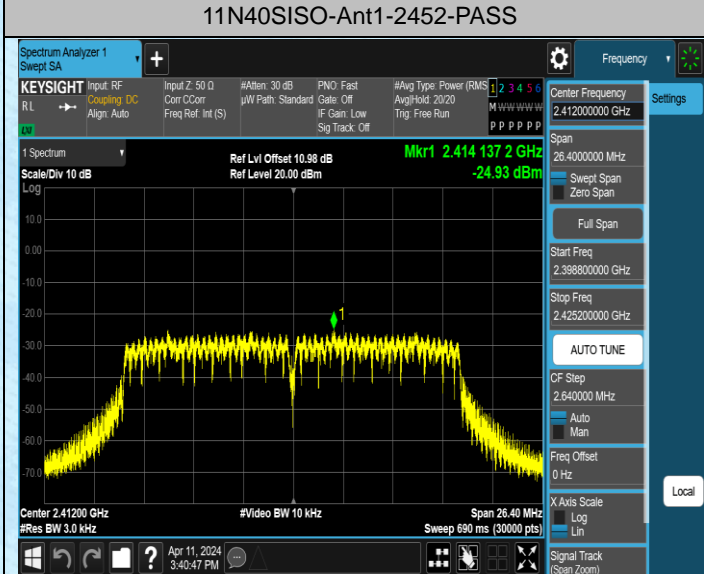 11N40SISO-Ant1-2452-PASS
Spectrum Analyzer 1
Swept SA
+
Frequency
KEYSIGHT
RL
LXI
Input: RF
Coupling: DC
Align: Auto
Input Z: 50 Ω
Corr CCorr
Freq Ref: Int (S)
#Atten: 30 dB
µW Path: Standard
PNO: Fast
Gate: Off
IF Gain: Low
Sig Track: Off
#Avg Type: Power (RMS
Avg|Hold: 20/20
Trig: Free Run
1 2 3 4 5 6
M W W W W W
P P P P P P
1 Spectrum
Scale/Div 10 dB
Ref Lvl Offset 10.98 dB
Ref Level 20.00 dBm
Mkr1 2.414 137 2 GHz
-24.93 dBm
Log
10.0
0.00
-10.0
-20.0
-30.0
-40.0
-50.0
-60.0
-70.0
1
Center 2.41200 GHz
#Res BW 3.0 kHz
#Video BW 10 kHz
Span 26.40 MHz
Sweep 690 ms (30000 pts)
Center Frequency
2.412000000 GHz
Settings
Span
26.4000000 MHz
Swept Span
Zero Span
Full Span
Start Freq
2.398800000 GHz
Stop Freq
2.425200000 GHz
AUTO TUNE
CF Step
2.640000 MHz
Auto
Man
Freq Offset
0 Hz
X Axis Scale
Log
Lin
Local
Signal Track
(Span Zoom)
?
Apr 11, 2024
3:40:47 PM